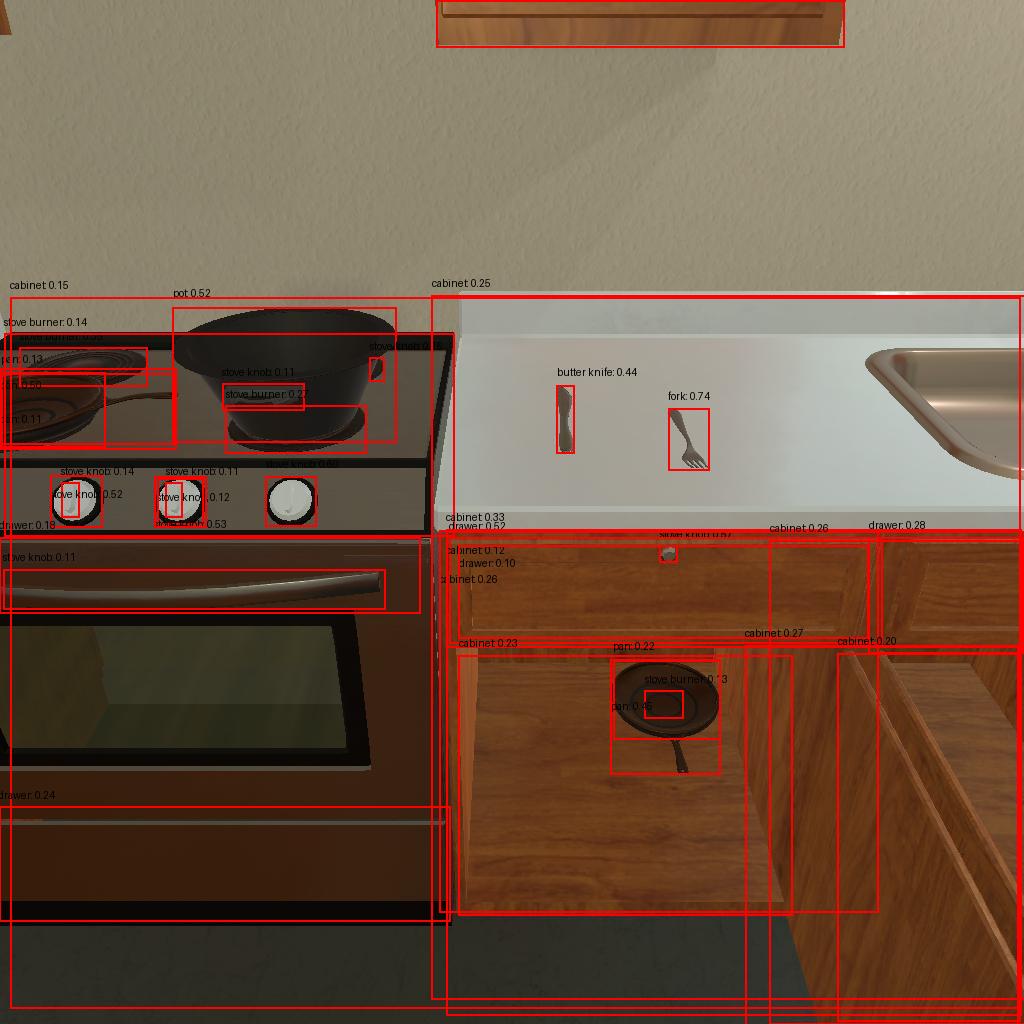 cabinet: 0.15
cabinet: 0.25
pot: 0.52
stove burner: 0.14
pan: 0.13
stove knob: 0.11
stove burner: 0.27
butter knife: 0.44
fork: 0.74
stove knob: 0.14
stove knob: 0.11
stove knob: 0.52
stove knob: 0.12
stove knob: 0.53
drawer: 0.18
cabinet: 0.33
drawer: 0.52
cabinet: 0.26
drawer: 0.28
stove knob: 0.57
stove knob: 0.11
cabinet: 0.12
drawer: 0.10
cabinet: 0.26
cabinet: 0.23
pan: 0.22
cabinet: 0.27
cabinet: 0.20
stove burner: 0.13
pan: 0.45
drawer: 0.24